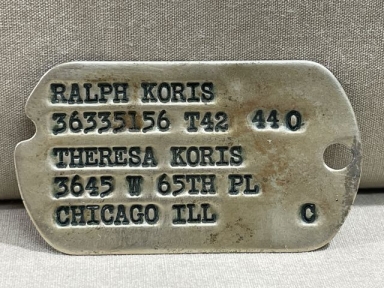 RALPH KORIS
36335156 T42 44 O
THERESA KORIS
3645 W 65TH PL
CHICAGO ILL C